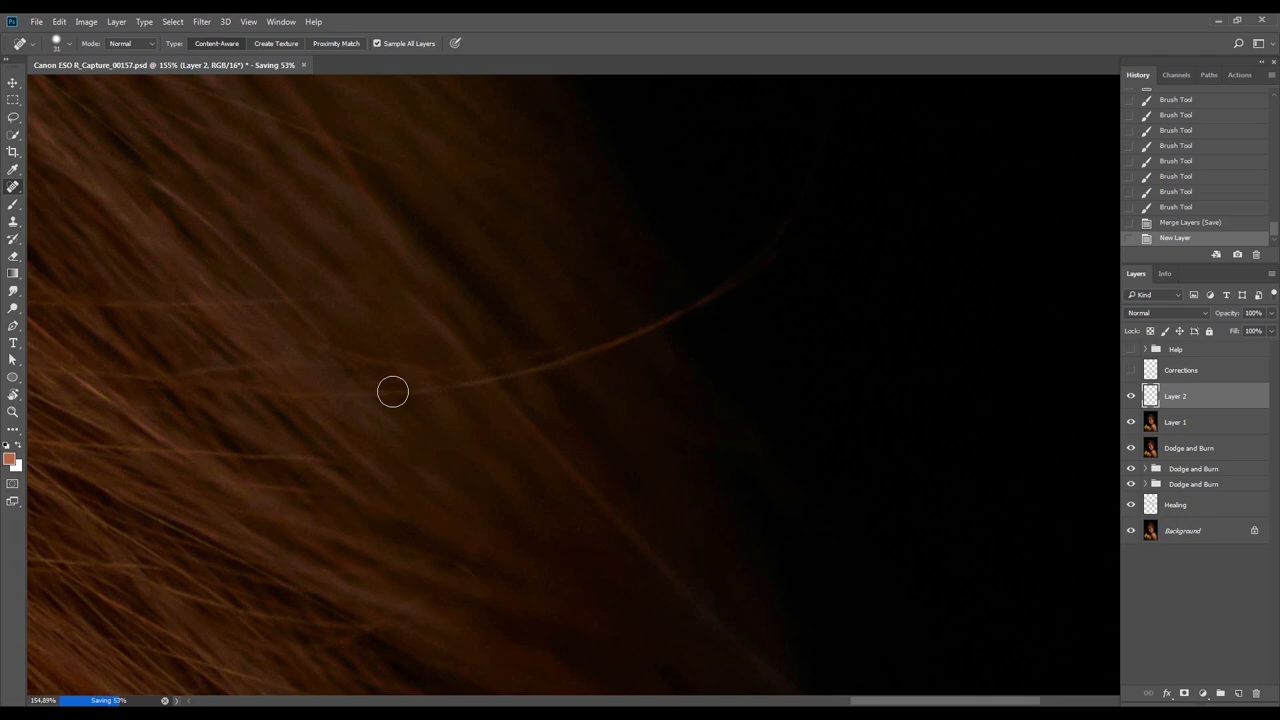 Ps File Edit Image Layer Type Select Filter 3D View Window Help
31 Mode: Normal Type: Content-Aware Create Texture Proximity Match Sample All Layers
Canon ESO R_Capture_00157.psd @ 155% (Layer 2, RGB/16*) * - Saving 53% ×
History Channels Paths Actions
Brush Tool
Brush Tool
Brush Tool
Brush Tool
Brush Tool
Brush Tool
Brush Tool
Brush Tool
Merge Layers (Save)
New Layer
Layers Info
Kind
Normal Opacity: 100%
Lock: Fill: 100%
Help
Corrections
Layer 2
Layer 1
Dodge and Burn
Dodge and Burn
Dodge and Burn
Healing
Background
154,89% Saving 53%